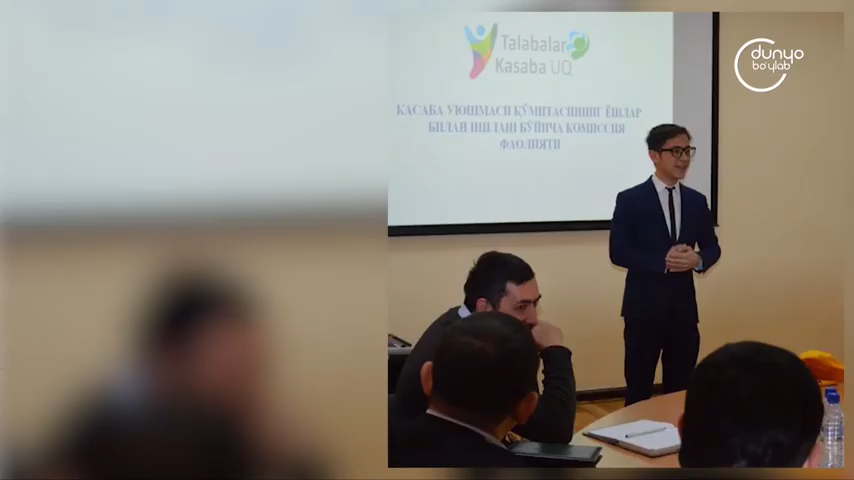 Talabalar
Kasaba UQ
КАСАБА УЮШМАСИ ҚЎМИТАСИНИНГ ЁШЛАР
БИЛАН ИШЛАШ БЎЙИЧА КОМИССИЯ
ФАОЛИЯТИ
dunyo
bo'ylab